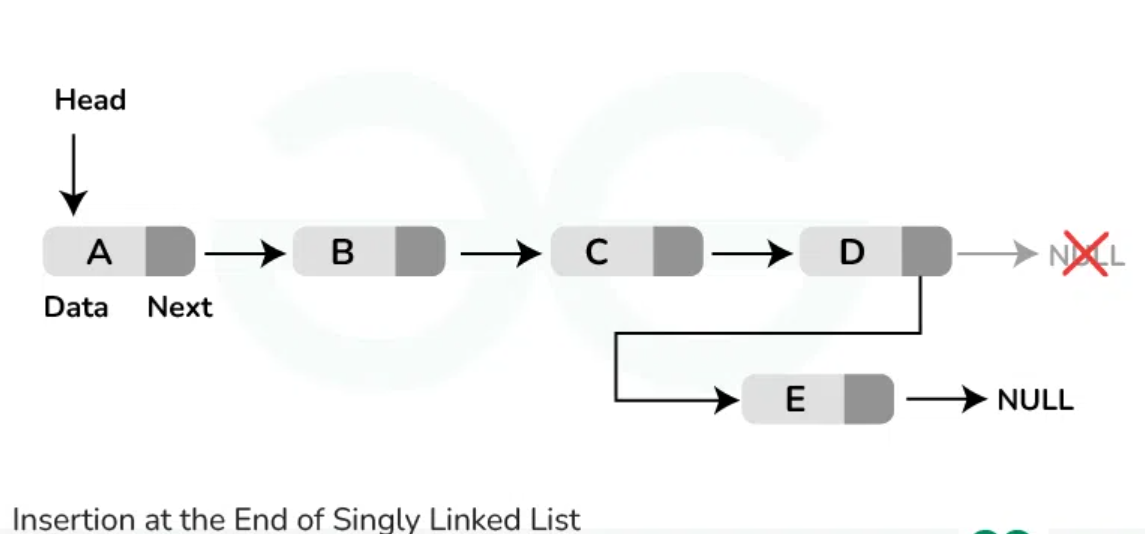 Head
A B C D NULL
Data Next
E NULL
Insertion at the End of Singly Linked List